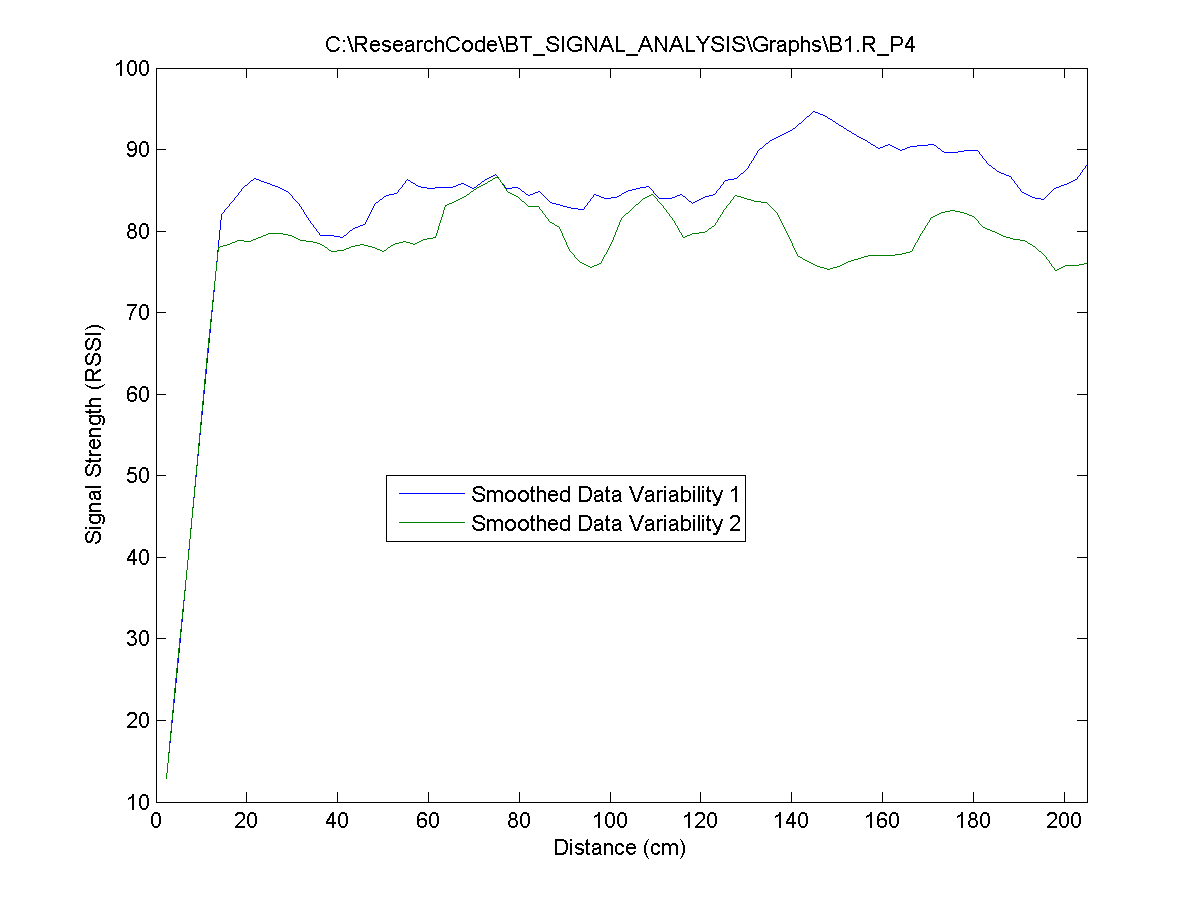 C:\ResearchCode\BT_SIGNAL_ANALYSIS\Graphs\B1.R_P4
100
90
80
70
60
50
40
30
20
10
Signal Strength (RSSI)
Smoothed Data Variability 1
Smoothed Data Variability 2
0 20 40 60 80 100 120 140 160 180 200
Distance (cm)